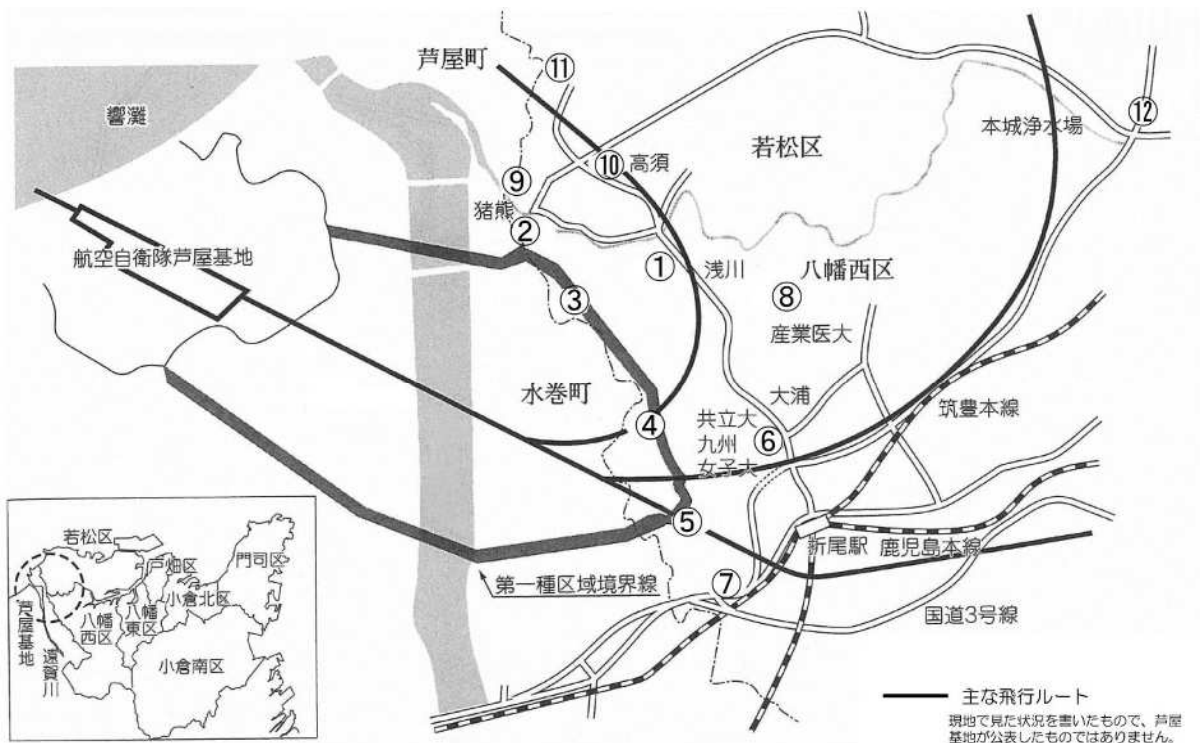 芦屋町
⑪
響灘
⑫
本城浄水場
若松区
⑩
高須
⑨
猪熊
②
航空自衛隊芦屋基地
①
浅川
八幡西区
③
⑧
産業医大
水巻町
大浦
筑豊本線
④
共立大
九州
女子大
⑥
⑤
新尾駅
鹿児島本線
第一種区域境界線
⑦
国道3号線
若松区
戸畑区
門司区
小倉北区
八幡
東区
八幡
西区
芦屋基地
遠賀川
小倉南区
主な飛行ルート
現地で見た状況を書いたもので、芦屋
基地が公表したものではありません。